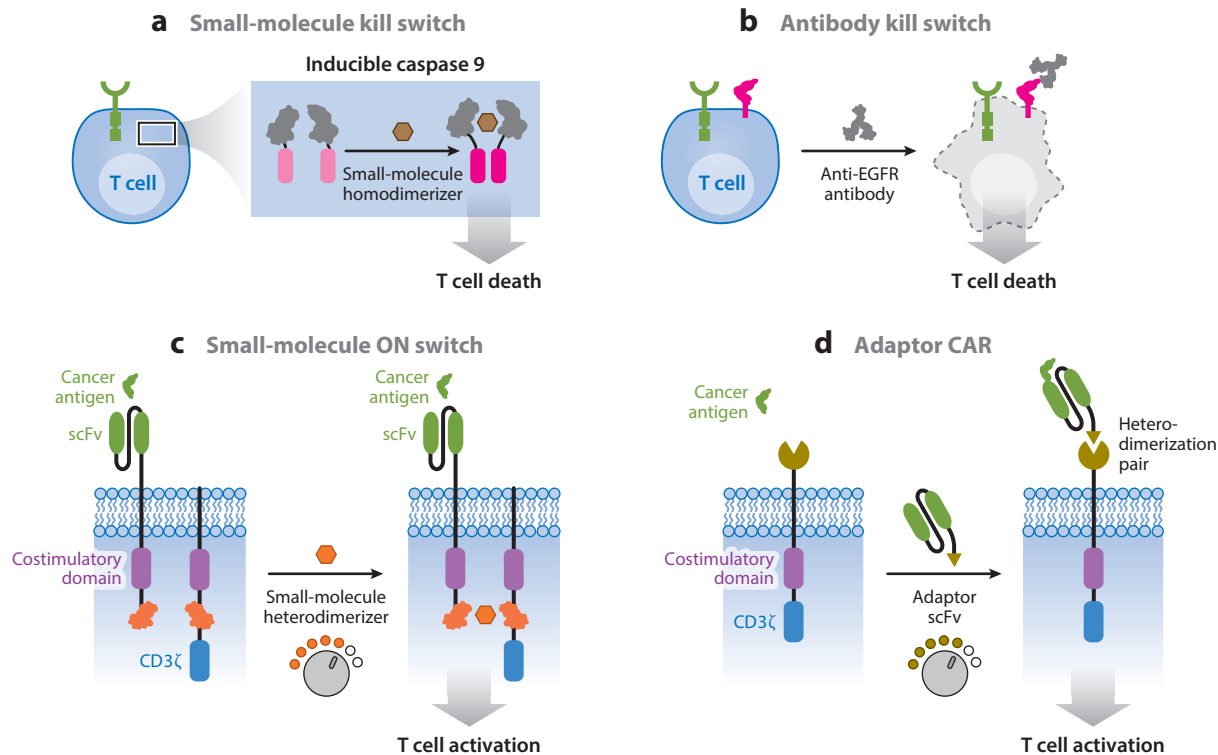 a Small-molecule kill switch
Inducible caspase 9
T cell
Small-molecule
homodimerizer
T cell death
b Antibody kill switch
T cell
Anti-EGFR
antibody
T cell death
c Small-molecule ON switch
Cancer
antigen
scFv
Costimulatory
domain
CD3ζ
Small-molecule
heterodimerizer
Cancer
antigen
scFv
T cell activation
d Adaptor CAR
Cancer
antigen
Costimulatory
domain
CD3ζ
Adaptor
scFv
Hetero-
dimerization
pair
T cell activation